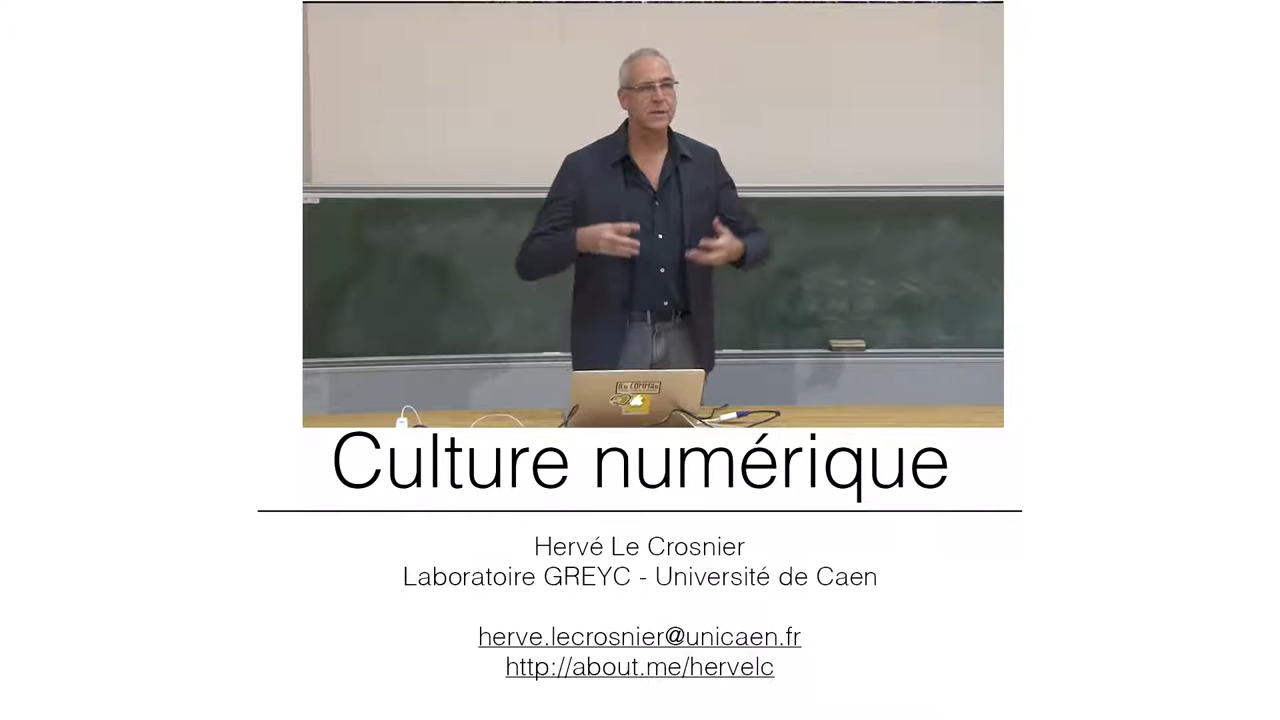 Culture numérique
Hervé Le Crosnier
Laboratoire GREYC - Université de Caen
herve.lecrosnier@unicaen.fr
http://about.me/hervelc